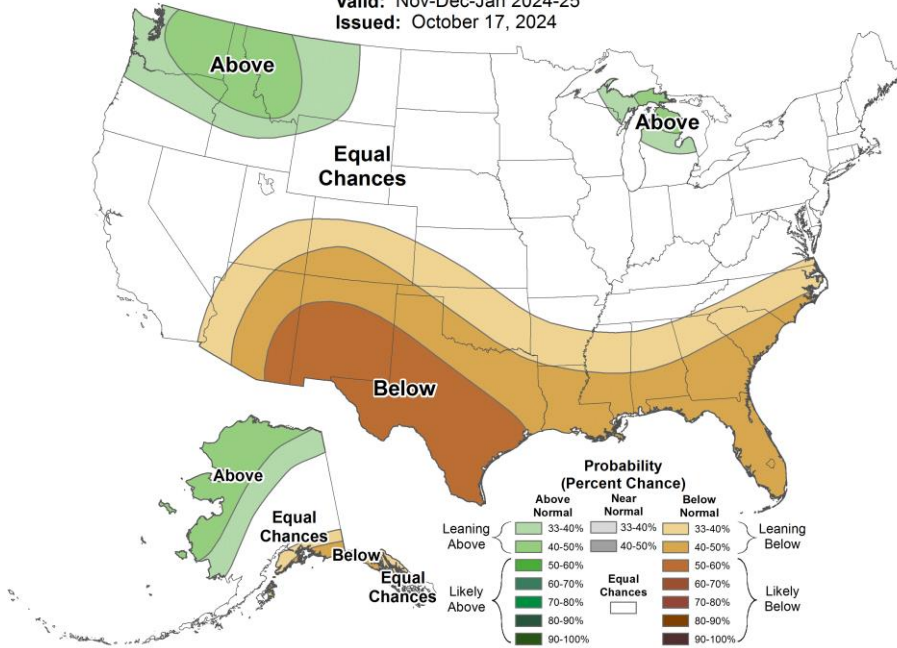 Valid: Nov-Dec-Jan 2024-25
Issued: October 17, 2024
Above
Above
Equal
Chances
Below
Above
Equal
Chances
Below
Equal
Chances
Probability
(Percent Chance)
Above
Normal
Near
Normal
Below
Normal
Leaning
Above
33-40%
33-40%
33-40%
Leaning
Below
40-50%
40-50%
40-50%
Likely
Above
50-60%
60-70%
70-80%
80-90%
90-100%
Equal
Chances
50-60%
60-70%
70-80%
80-90%
90-100%
Likely
Below